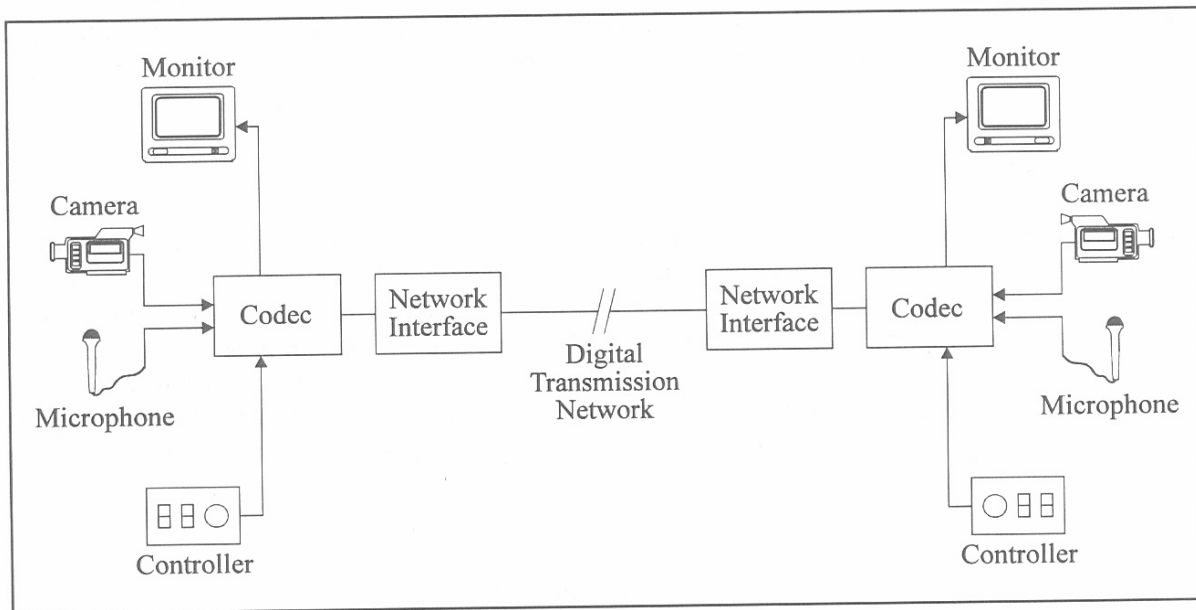 Monitor
Camera
Codec
Network
Interface
Microphone
Controller
Digital
Transmission
Network
Monitor
Camera
Network
Interface
Codec
Microphone
Controller